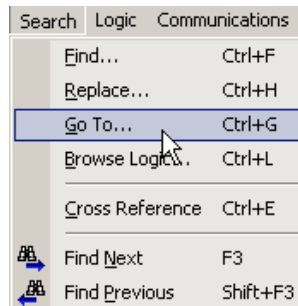 Search Logic Communications
Find... Ctrl+F
Replace... Ctrl+H
Go To... Ctrl+G
Browse Logic... Ctrl+L
Cross Reference Ctrl+E
Find Next F3
Find Previous Shift+F3